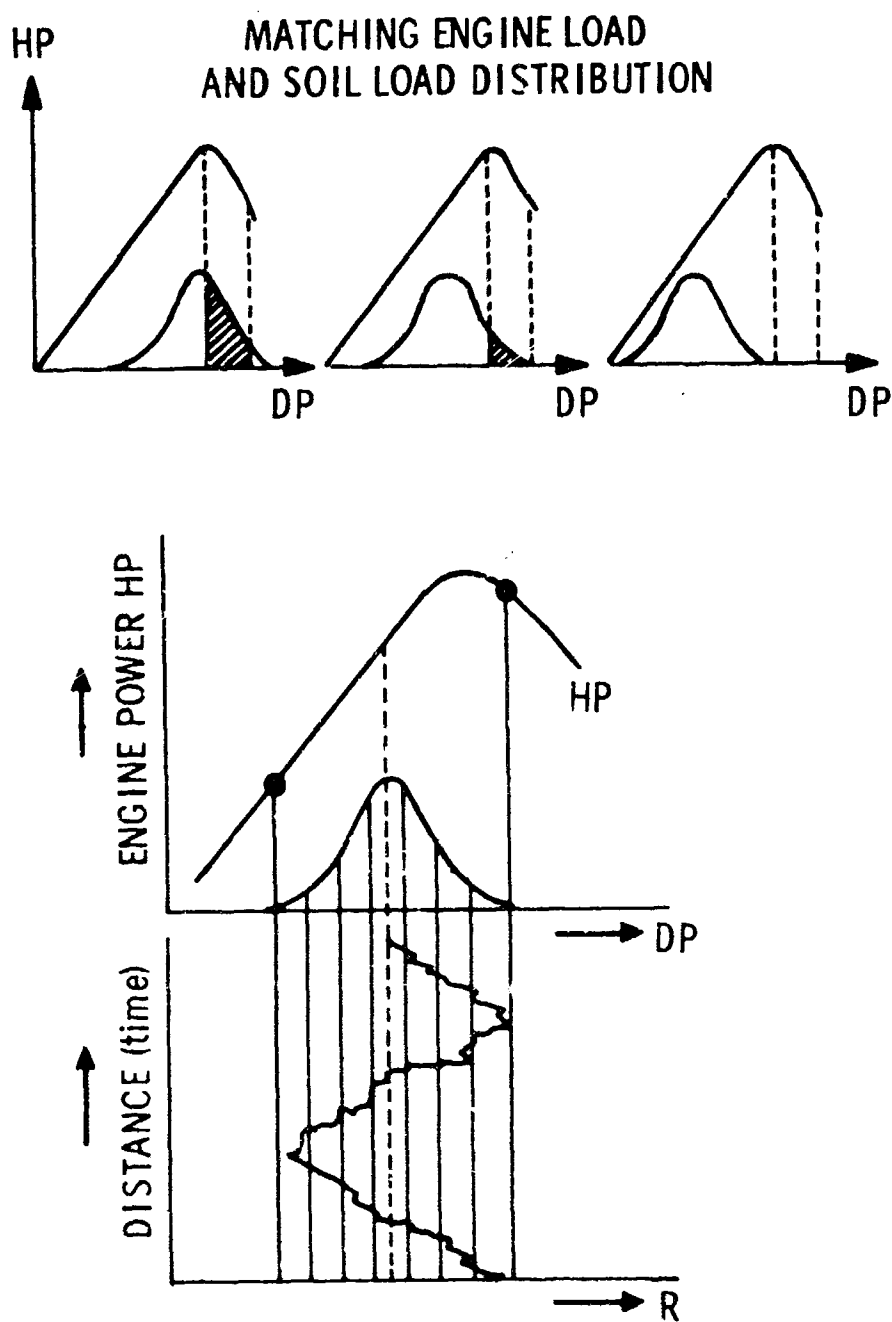 HP
MATCHING ENGINE LOAD
AND SOIL LOAD DISTRIBUTION
DP
DP
DP
ENGINE POWER HP
HP
DP
DISTANCE (time)
R